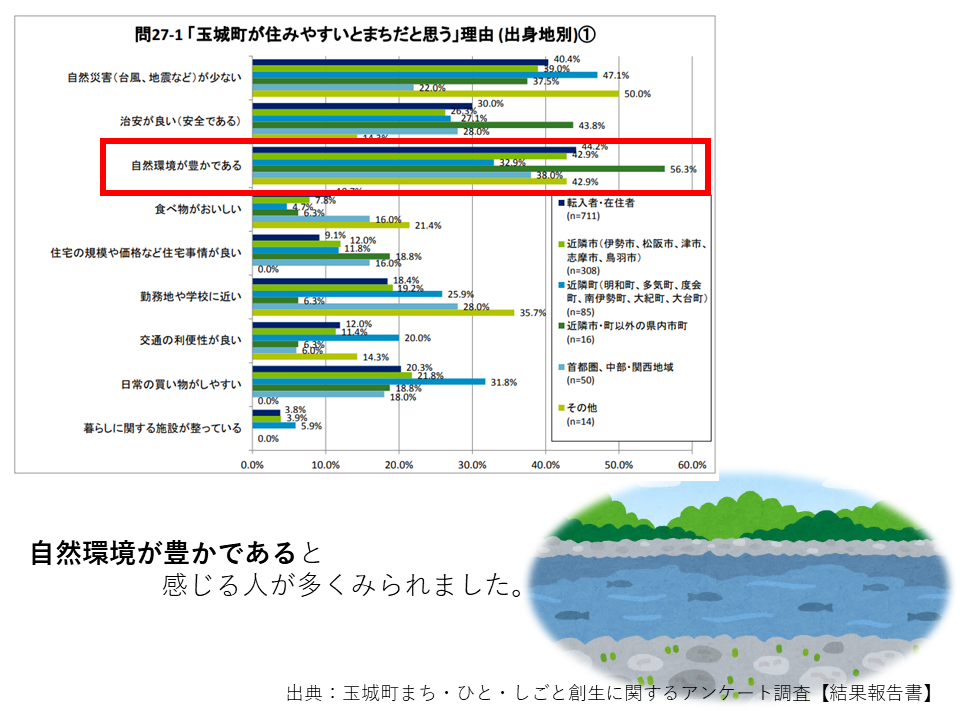 問27-1 「玉城町が住みやすいとまちだと思う」理由 (出身地別)①
自然災害(台風、地震など)が少ない
40.4%
39.0%
47.1%
37.5%
22.0%
50.0%
治安が良い(安全である)
30.0%
26.3%
27.1%
43.8%
28.0%
14.3%
自然環境が豊かである
44.2%
42.9%
32.9%
56.3%
38.0%
42.9%
食べ物がおいしい
7.8%
4.7%
6.3%
16.0%
21.4%
住宅の規模や価格など住宅事情が良い
9.1%
12.0%
11.8%
18.8%
16.0%
0.0%
勤務地や学校に近い
18.4%
19.2%
25.9%
6.3%
28.0%
35.7%
交通の利便性が良い
12.0%
11.4%
20.0%
6.3%
6.0%
14.3%
日常の買い物がしやすい
20.3%
21.8%
31.8%
18.8%
18.0%
0.0%
暮らしに関する施設が整っている
3.8%
3.9%
5.9%
0.0%
0.0% 10.0% 20.0% 30.0% 40.0% 50.0% 60.0%
転入者・在住者
(n=711)
近隣市(伊勢市、松阪市、津市、
志摩市、鳥羽市)
(n=308)
近隣町(明和町、多気町、度会
町、南伊勢町、大紀町、大台町)
(n=85)
近隣市・町以外の県内市町
(n=16)
首都圏、中部・関西地域
(n=50)
その他
(n=14)
自然環境が豊かであると
感じる人が多くみられました。
出典：玉城町まち・ひと・しごと創生に関するアンケート調査【結果報告書】